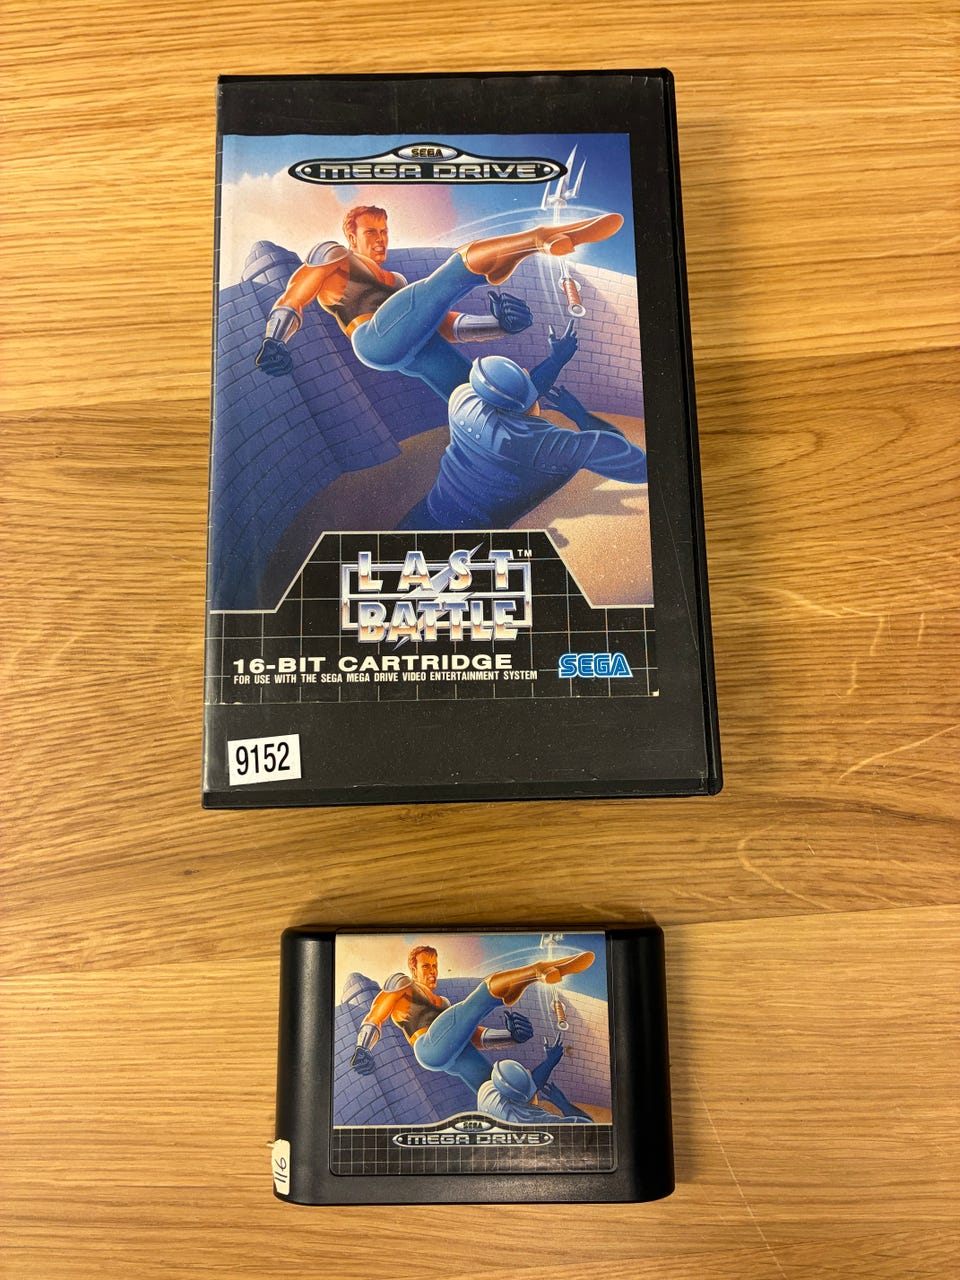 SEGA
MEGA DRIVE
LAST TM
BATTLE
16-BIT CARTRIDGE
FOR USE WITH THE SEGA MEGA DRIVE VIDEO ENTERTAINMENT SYSTEM
SEGA
9152
SEGA
MEGA DRIVE